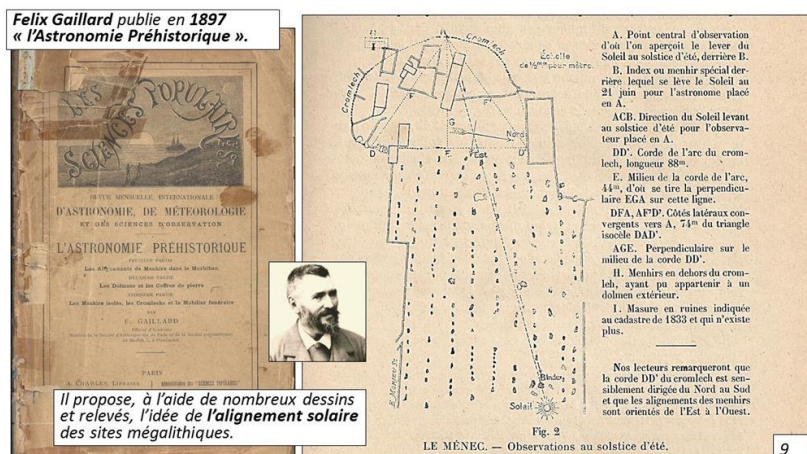 Felix Gaillard publie en 1897
« l'Astronomie Préhistorique ».
LES
SCIENCES POPULAIRES
REVUE MENSUELLE, INTERNATIONALE
D'ASTRONOMIE, DE MÉTÉOROLOGIE
ET DES SCIENCES D'OBSERVATION
L'ASTRONOMIE PRÉHISTORIQUE
PREMIÈRE PARTIE
Les Alignements de Menhirs dans le Morbihan.
DEUXIÈME PARTIE
Les Dolmens et les Coffres de pierre
TROISIÈME PARTIE
Les Menhirs isolés, les Cromlechs et le Mobilier funéraire
PAR
F. GAILLARD
PARIS
A. CHARLES, LIBRAIRE
Il propose, à l'aide de nombreux dessins
et relevés, l'idée de l'alignement solaire
des sites mégalithiques.
Cromlech
Échelle
de 1/2 mm pour mètre.
Cromlech
A
F
F'
G
Nord
D
E
Est
D'
Soleil
Fig. 2
LE MÉNEC. — Observations au solstice d'été.
A. Point central d'observation
d'où l'on aperçoit le lever du
Soleil au solstice d'été, derrière B.
B. Index ou menhir spécial der-
rière lequel se lève le Soleil au
21 juin pour l'astronome placé
en A.
ACB. Direction du Soleil levant
au solstice d'été pour l'observa-
teur placé en A.
DD'. Corde de l'arc du crom-
lech, longueur 88m.
E. Milieu de la corde de l'arc,
44m, d'où se tire la perpendicu-
laire EGA sur cette ligne.
DFA, AF'D'. Côtés latéraux con-
vergents vers A, 74m du triangle
isocèle DAD'.
AGE. Perpendiculaire sur le
milieu de la corde DD'.
H. Menhirs en dehors du crom-
leh, ayant pu appartenir à un
dolmen extérieur.
I. Masure en ruines indiquée
au cadastre de 1833 et qui n'existe
plus.
Nos lecteurs remarqueront que
la corde DD' du cromlech est sen-
siblement dirigée du Nord au Sud
et que les alignements des menhirs
sont orientés de l'Est à l'Ouest.
9